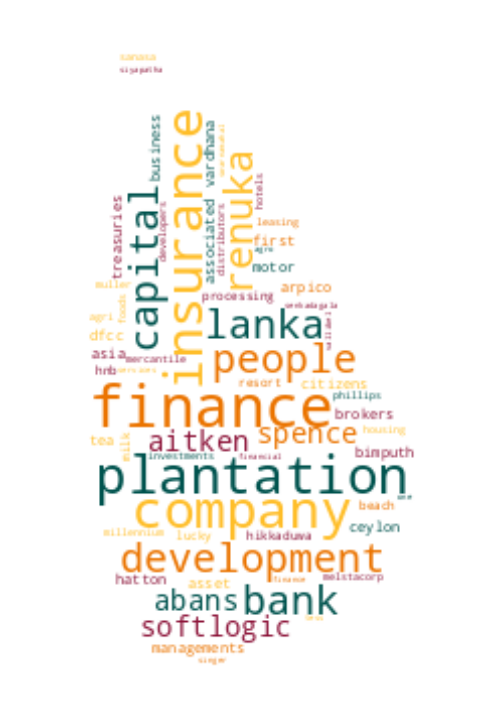 sanasa
siyapatha
insurance
business
vardhana
renuka
capital
hotels
treasuries
developers
associated
distributors
leasing
first
agro
motor
muller
foods
arpico
processing
agri
lanka
dfcc
asia
mercantile
people
hnb
services
resort
citizens
finance
phillips
brokers
tea
milk
aitken
spence
housing
investments
financial
bimputh
plantation
company
beach
ceylon
millennium
lucky
hikkaduwa
development
hatton
asset
finance
melstacorp
abans
bank
softlogic
managements
singer